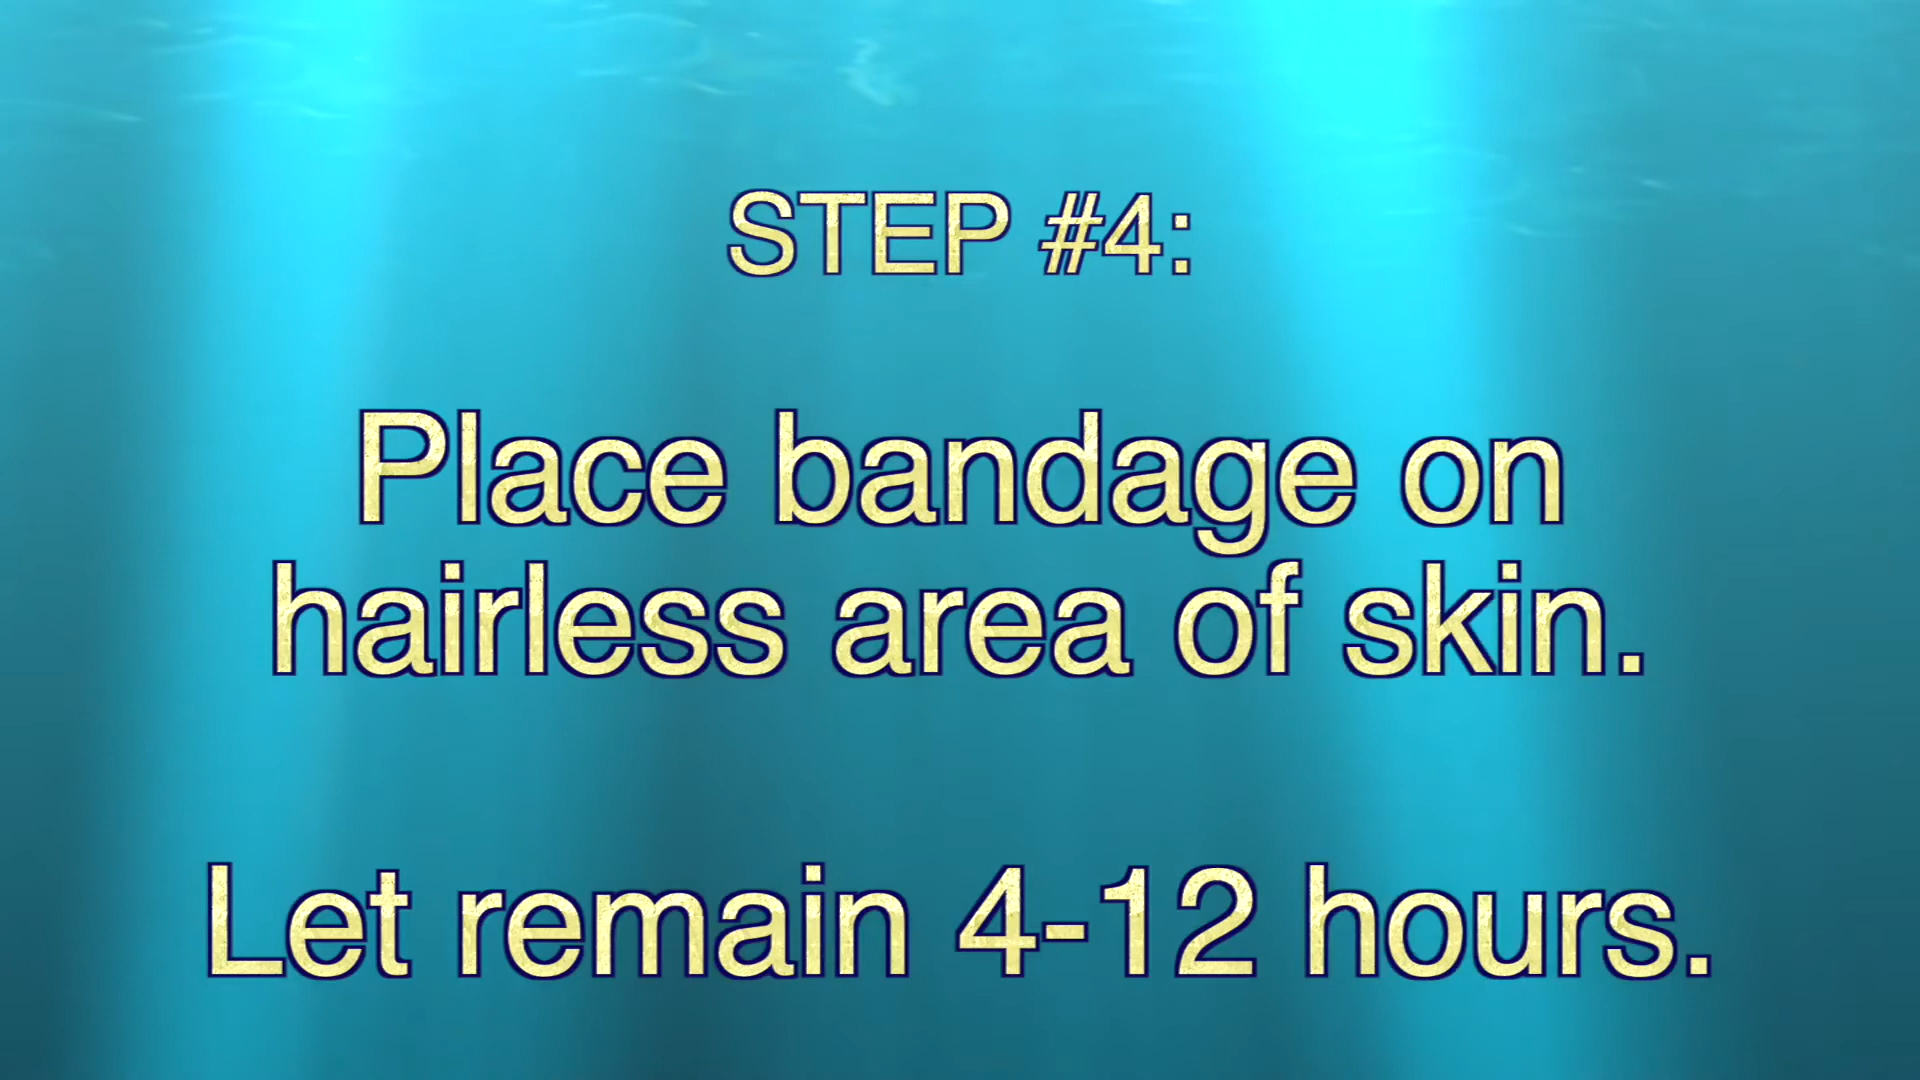 STEP #4:
Place bandage on
hairless area of skin.
Let remain 4-12 hours.